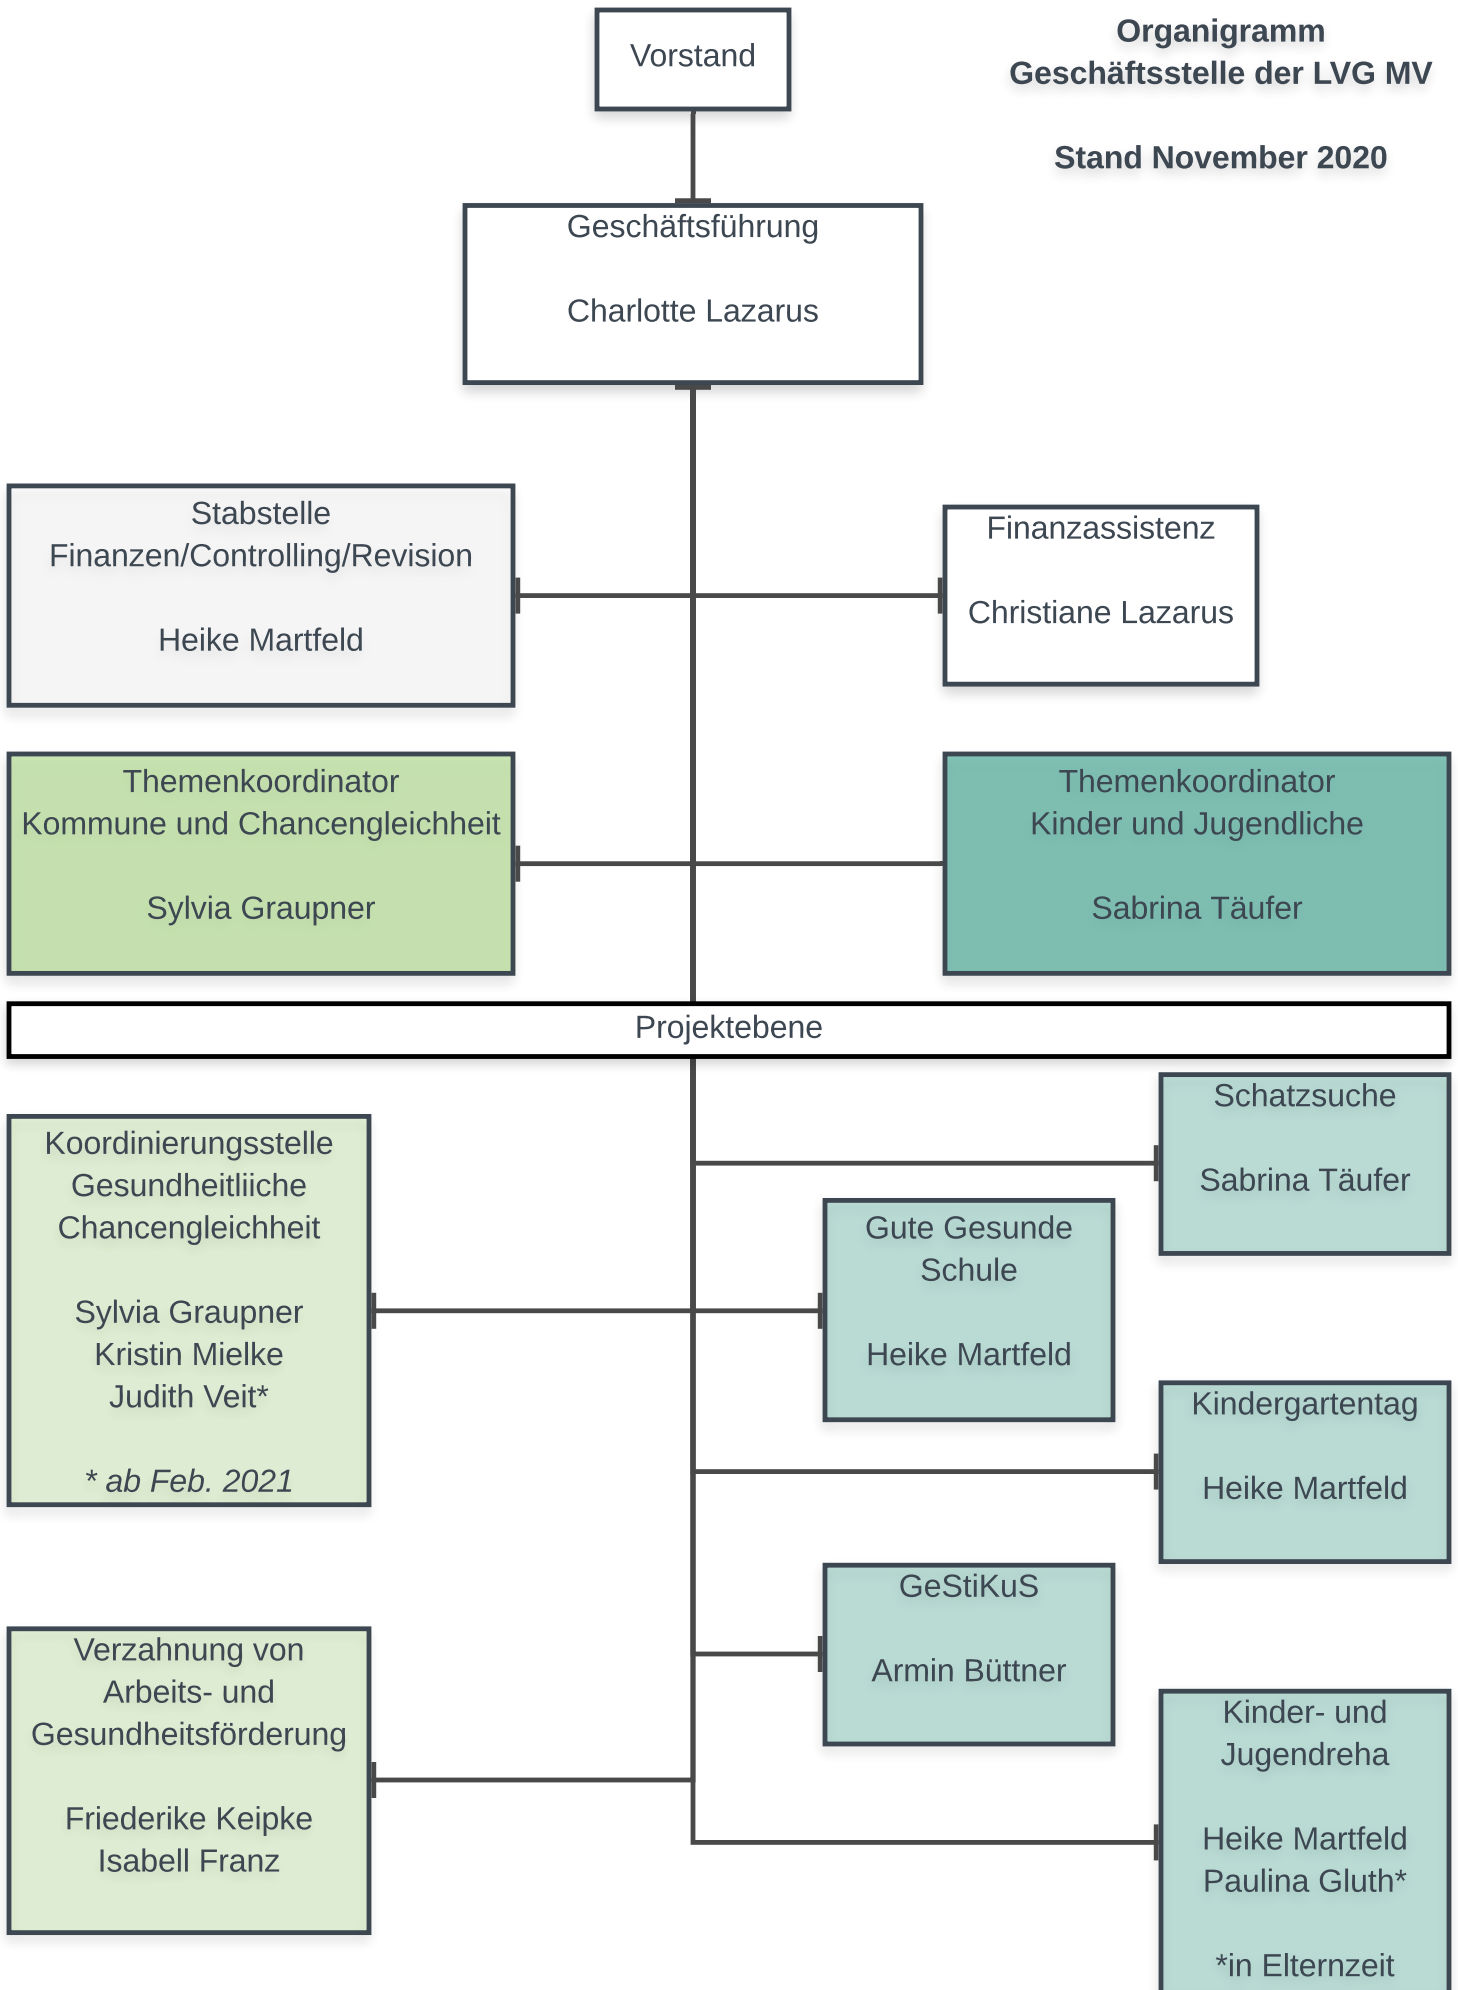 Vorstand
Organigramm
Geschäftsstelle der LVG MV
Stand November 2020
Geschäftsführung
Charlotte Lazarus
Stabstelle
Finanzen/Controlling/Revision
Heike Martfeld
Finanzassistenz
Christiane Lazarus
Themenkoordinator
Kommune und Chancengleichheit
Sylvia Graupner
Themenkoordinator
Kinder und Jugendliche
Sabrina Täufer
Projektebene
Koordinierungsstelle
Gesundheitliiche
Chancengleichheit
Sylvia Graupner
Kristin Mielke
Judith Veit*
* ab Feb. 2021
Schatzsuche
Sabrina Täufer
Gute Gesunde
Schule
Heike Martfeld
Kindergartentag
Heike Martfeld
GeStiKuS
Armin Büttner
Verzahnung von
Arbeits- und
Gesundheitsförderung
Friederike Keipke
Isabell Franz
Kinder- und
Jugendreha
Heike Martfeld
Paulina Gluth*
*in Elternzeit